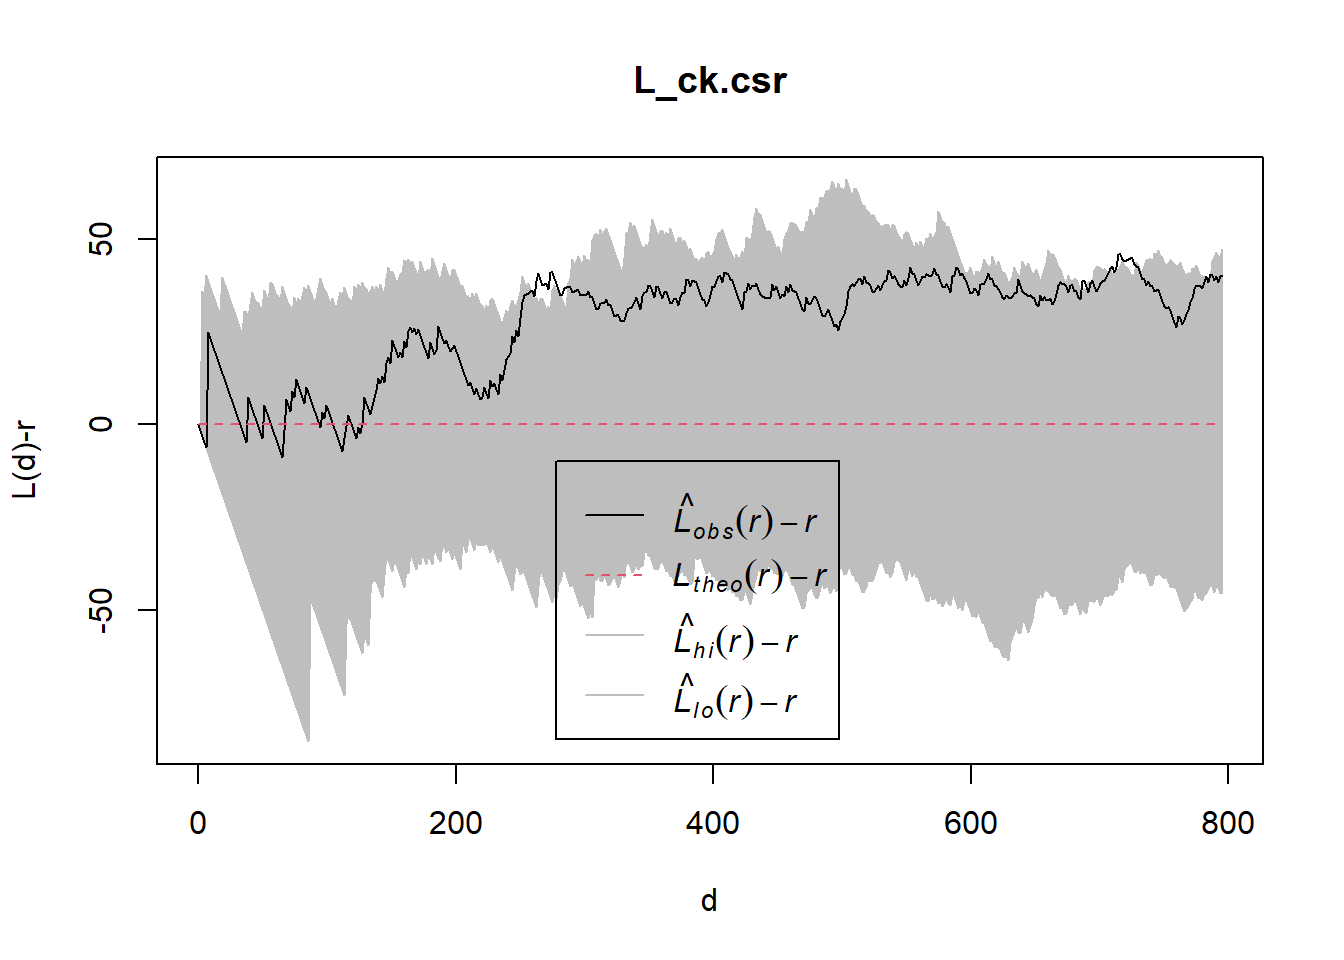 L_ck.csr
L(d)-r
50
0
-50
L̂obs(r) − r
Ltheo(r) − r
L̂hi(r) − r
L̂lo(r) − r
0 200 400 600 800
d